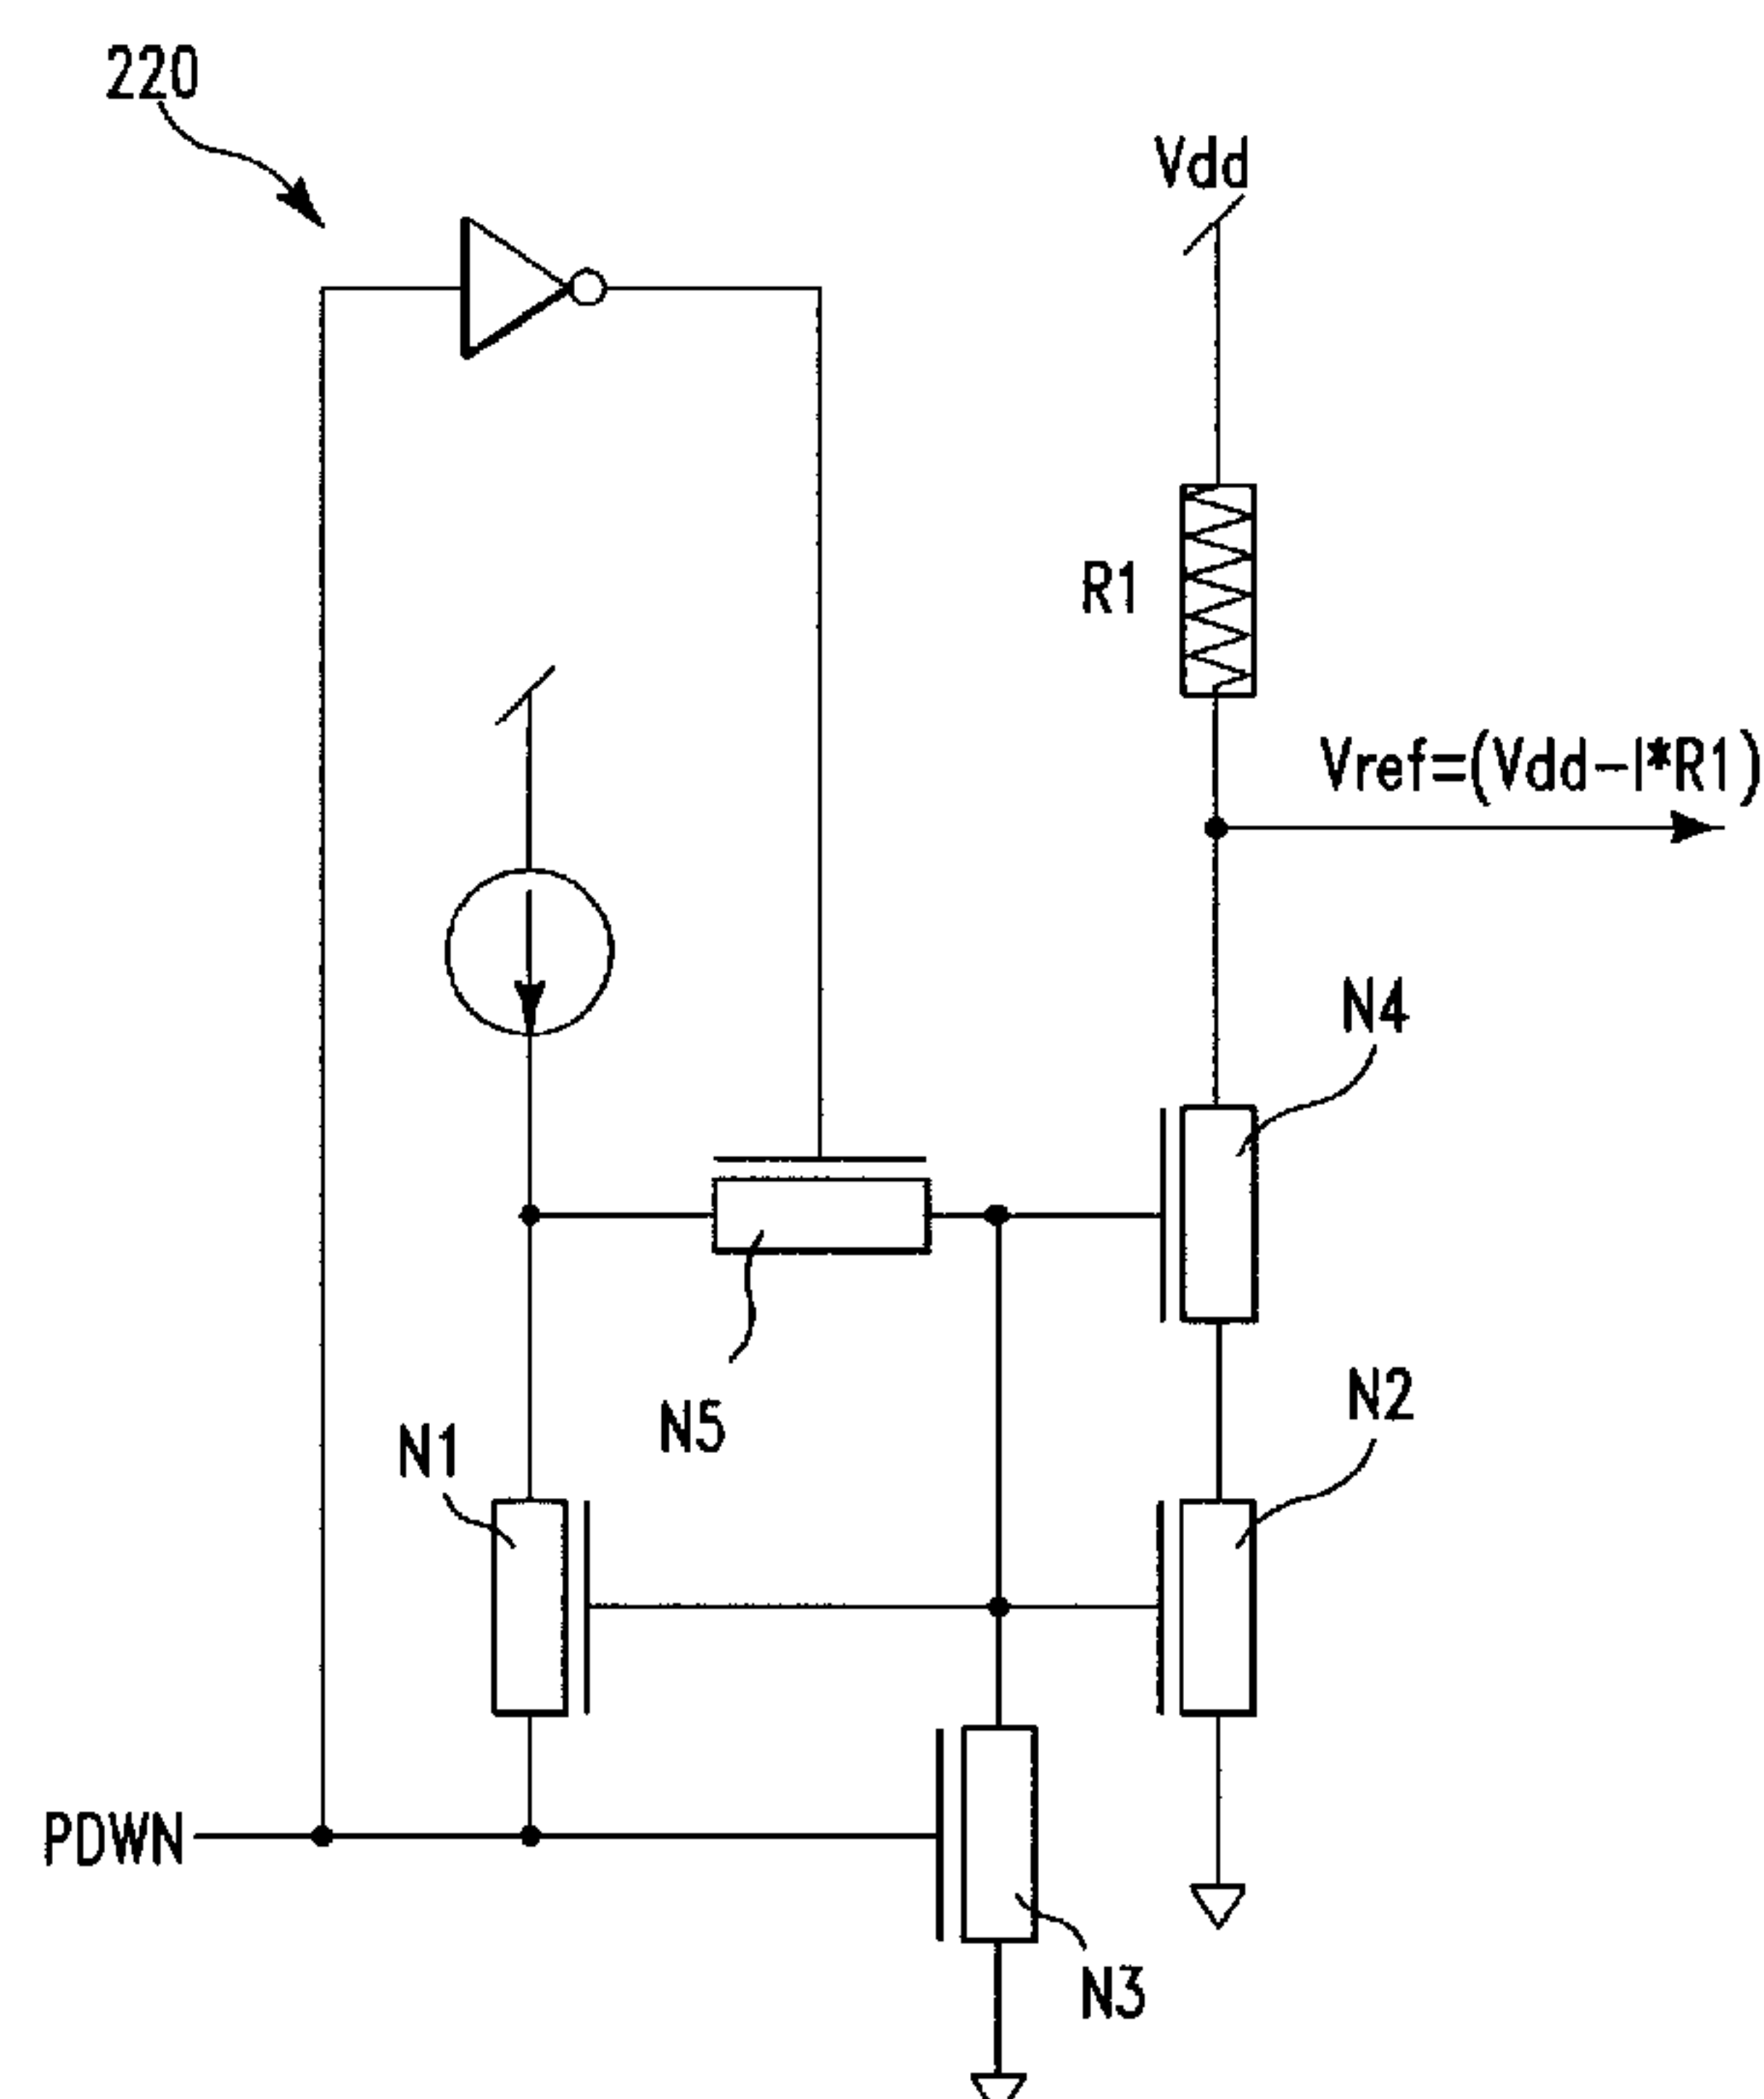 220
Vdd
R1
Vref=(Vdd-I*R1)
N4
N2
N5
N1
PDWN
N3